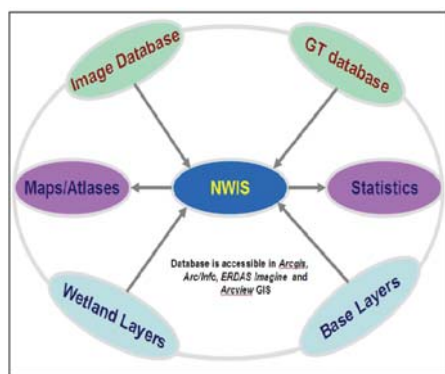 Image Database
GT database
Maps/Atlases
NWIS
Statistics
Database is accessible in Arcgis,
Arc/Info, ERDAS Imagine and
Arcview GIS
Wetland Layers
Base Layers